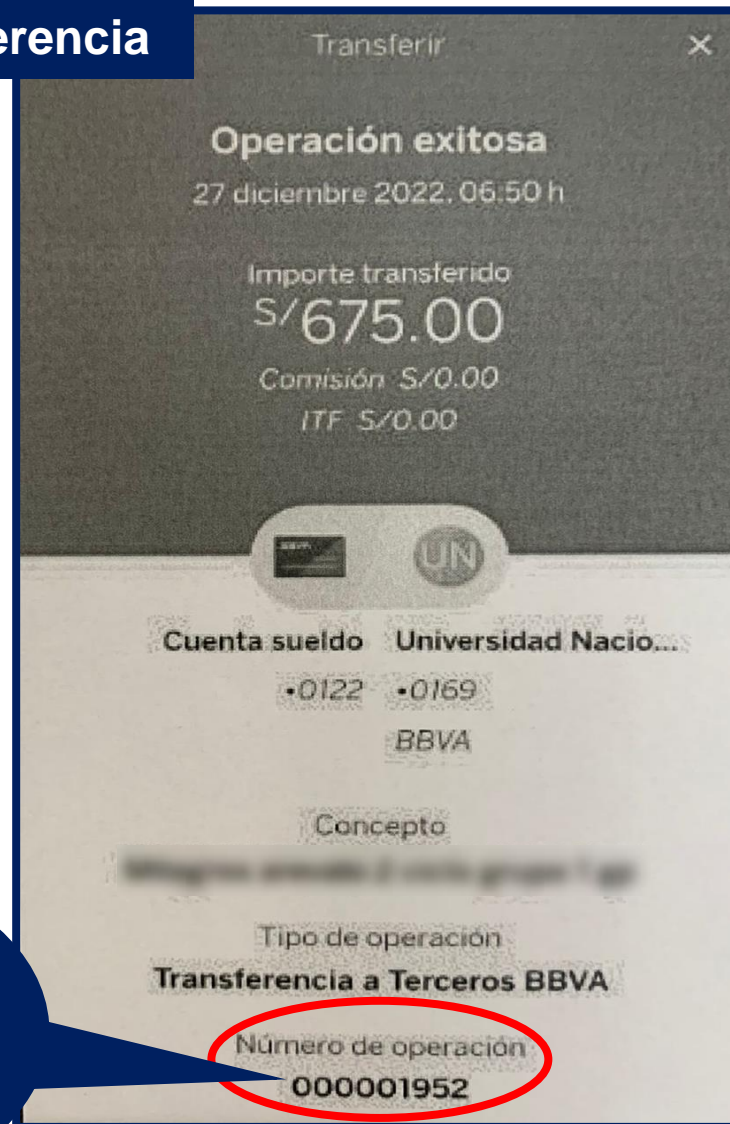 erencia
Transferir ×
Operación exitosa
27 diciembre 2022, 06:50 h
Importe transferido
S/675.00
Comisión S/0.00
ITF S/0.00
UN
Cuenta sueldo Universidad Nacio...
•0122 •0169
BBVA
Concepto
Tipo de operación
Transferencia a Terceros BBVA
Número de operación
000001952